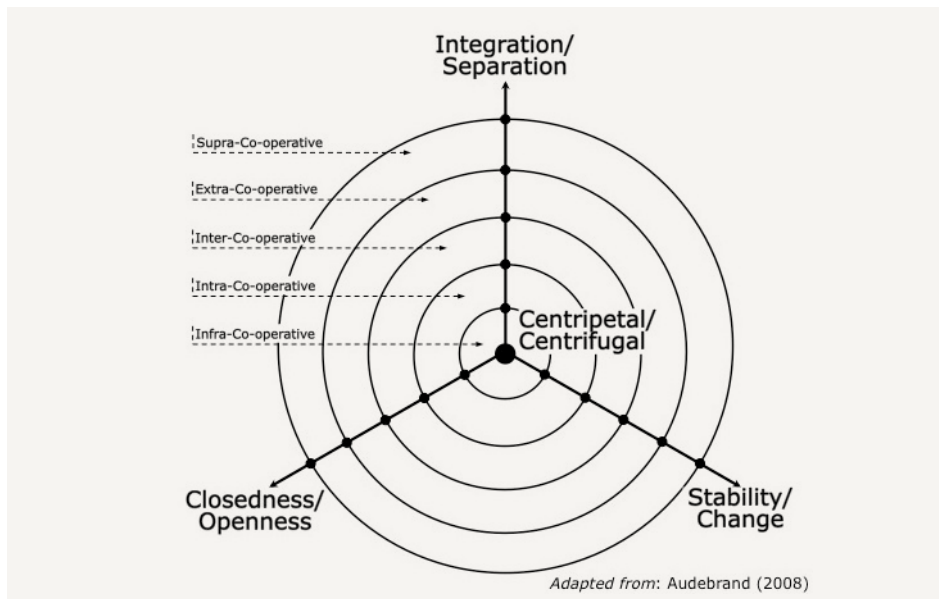 Integration/
Separation
Supra-Co-operative
Extra-Co-operative
Inter-Co-operative
Intra-Co-operative
Infra-Co-operative
Centripetal/
Centrifugal
Closedness/
Openness
Stability/
Change
Adapted from: Audebrand (2008)